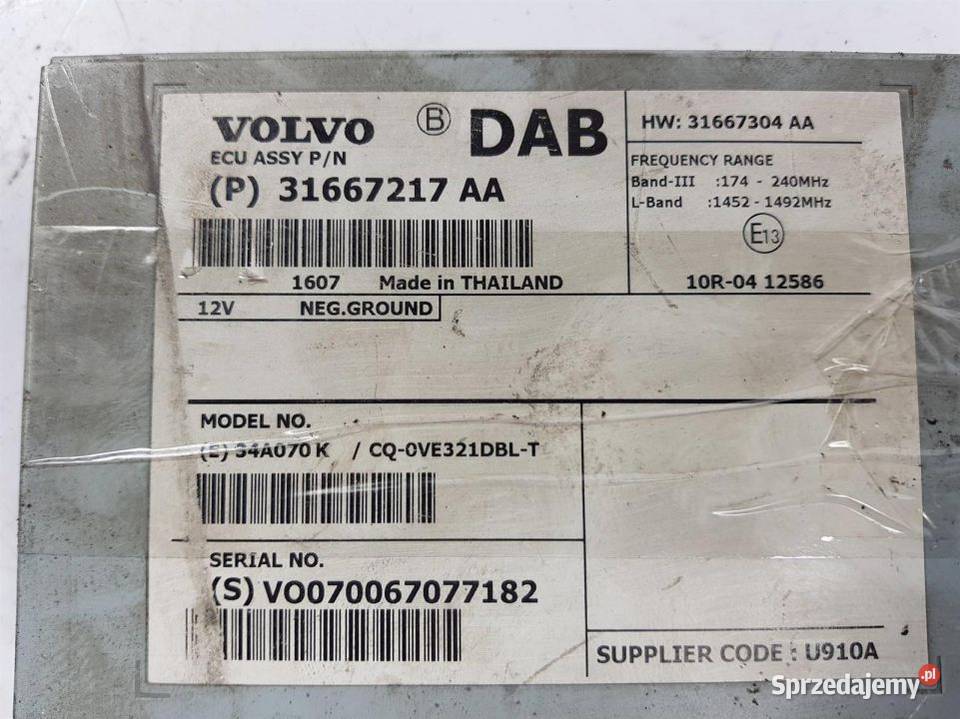 VOLVO B DAB
ECU ASSY P/N
(P) 31667217 AA
1607 Made in THAILAND
HW: 31667304 AA
FREQUENCY RANGE
Band-III :174 - 240MHz
L-Band :1452 - 1492MHz
E13
10R-04 12586
12V NEG.GROUND
MODEL NO.
(E) 34A070 K / CQ-0VE321DBL-T
SERIAL NO.
(S) VO070067077182
SUPPLIER CODE : U910A
Sprzedajemy.pl